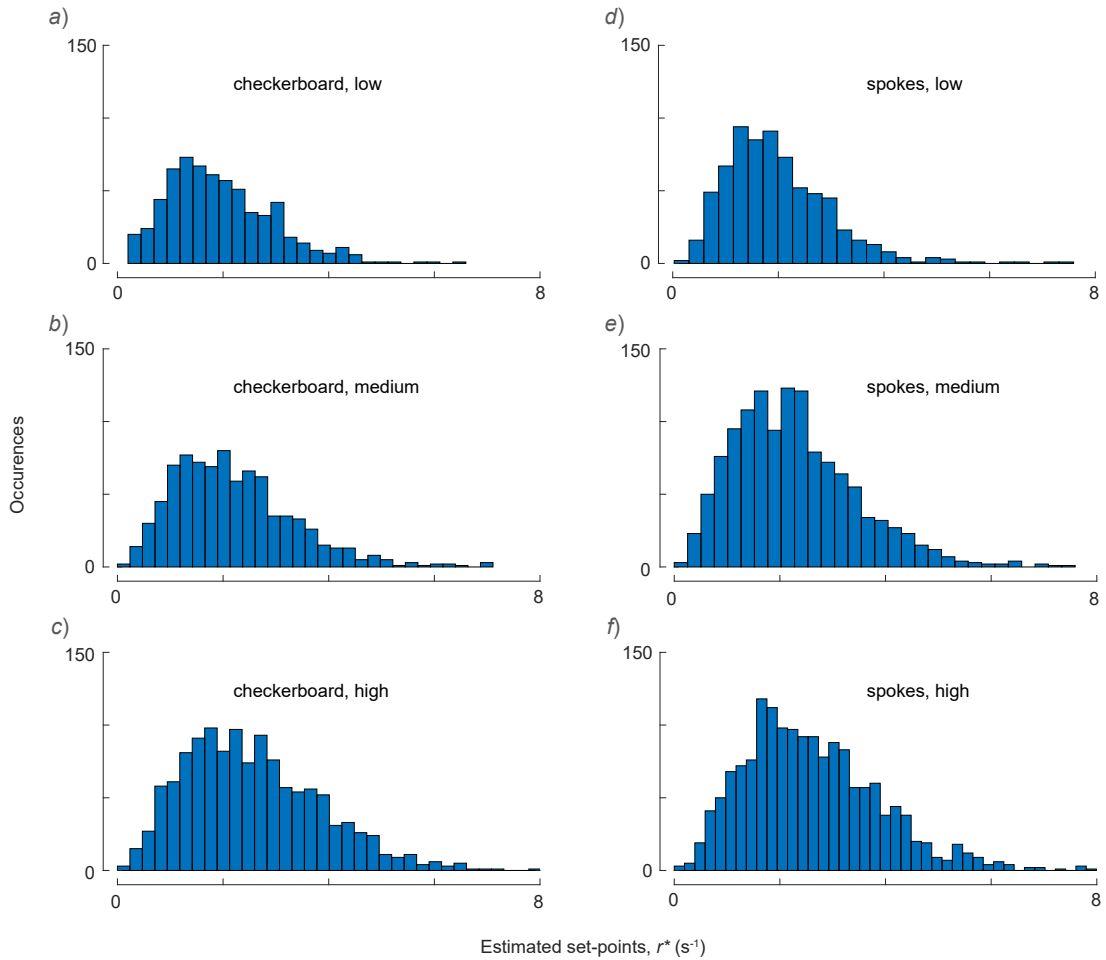 a)
150
checkerboard, low
0
0
8
d)
150
spokes, low
0
0
8
b)
150
checkerboard, medium
0
0
8
e)
150
spokes, medium
0
0
8
c)
150
checkerboard, high
0
0
8
f)
150
spokes, high
0
0
8
Occurences
Estimated set-points, r* (s⁻¹)